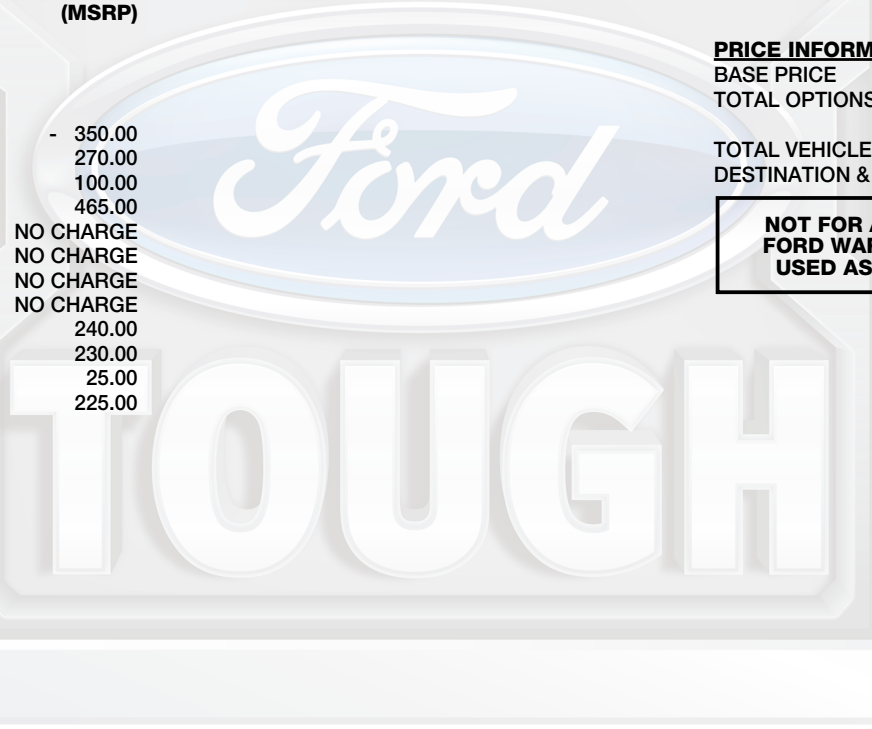 (MSRP)
- 350.00
270.00
100.00
465.00
NO CHARGE
NO CHARGE
NO CHARGE
NO CHARGE
240.00
230.00
25.00
225.00
PRICE INFORM
BASE PRICE
TOTAL OPTIONS
TOTAL VEHICLE
DESTINATION &
NOT FOR A
FORD WAR
USED AS
Ford
TOUGH